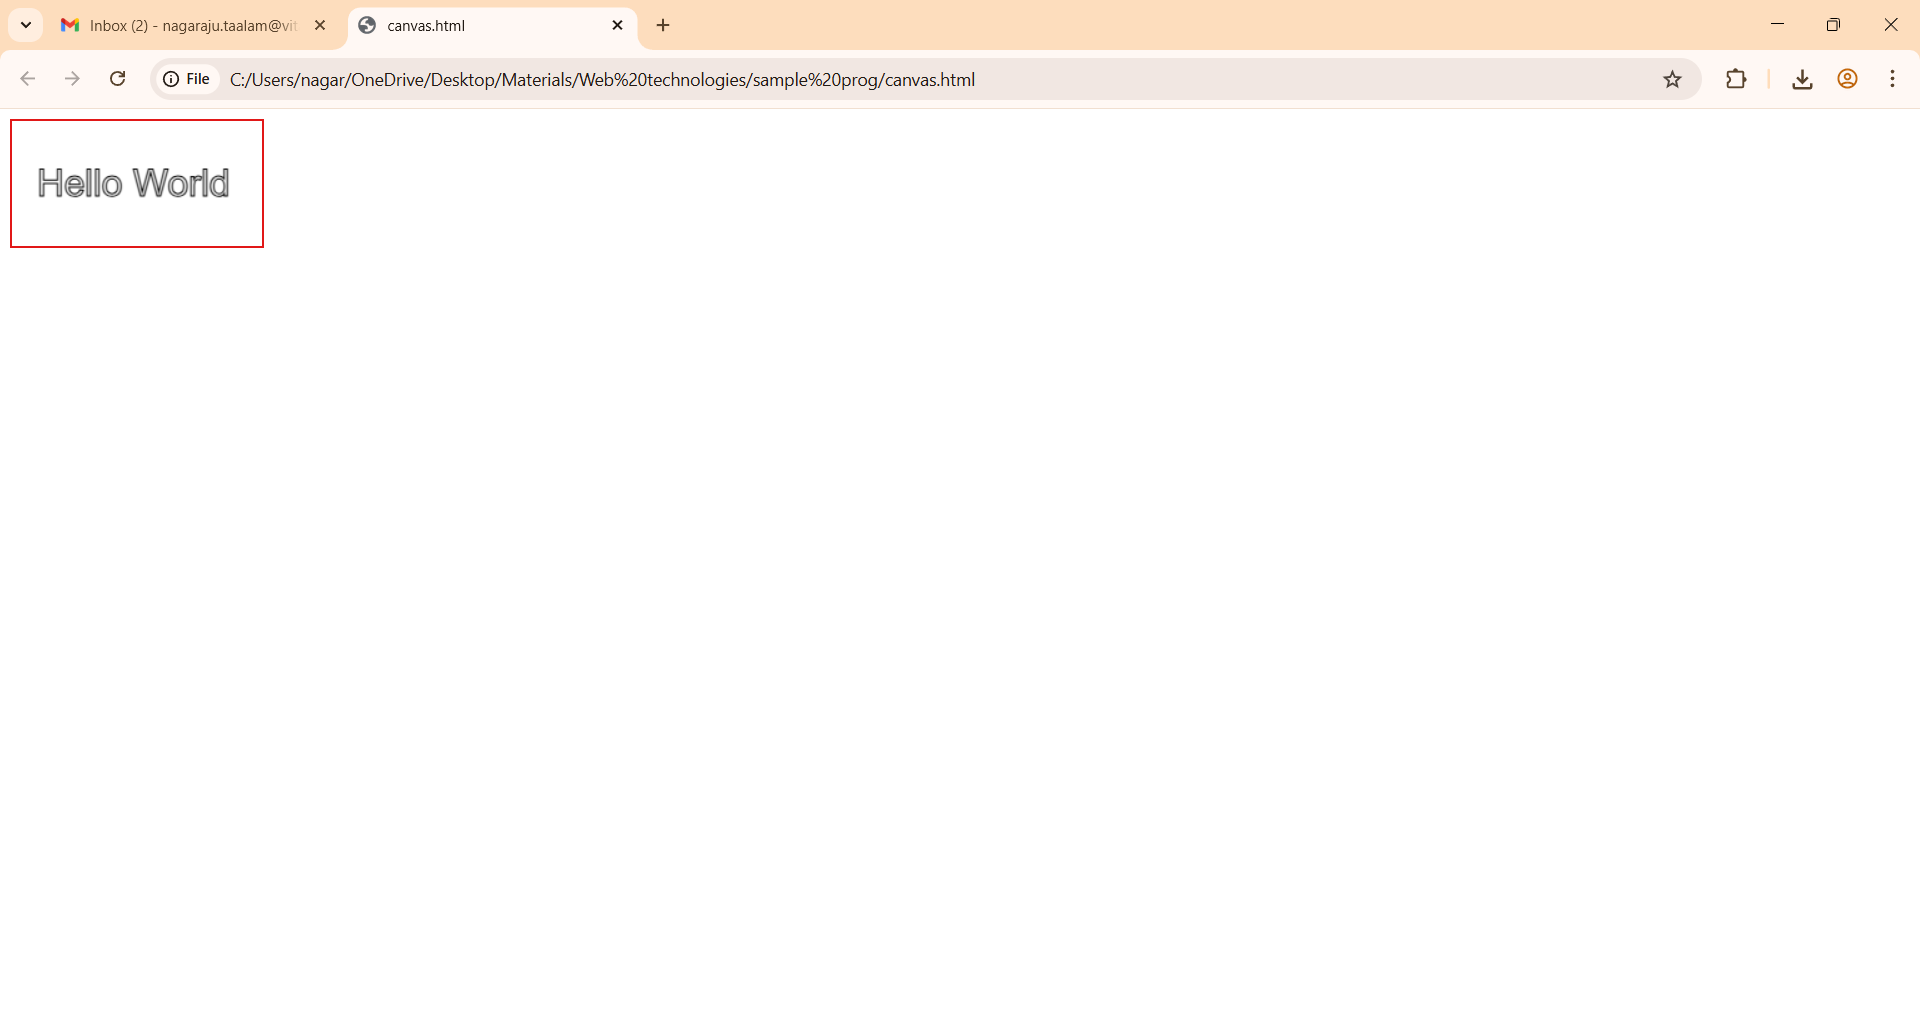 Inbox (2) - nagaraju.taalam@vit
canvas.html
File
C:/Users/nagar/OneDrive/Desktop/Materials/Web%20technologies/sample%20prog/canvas.html
Hello World